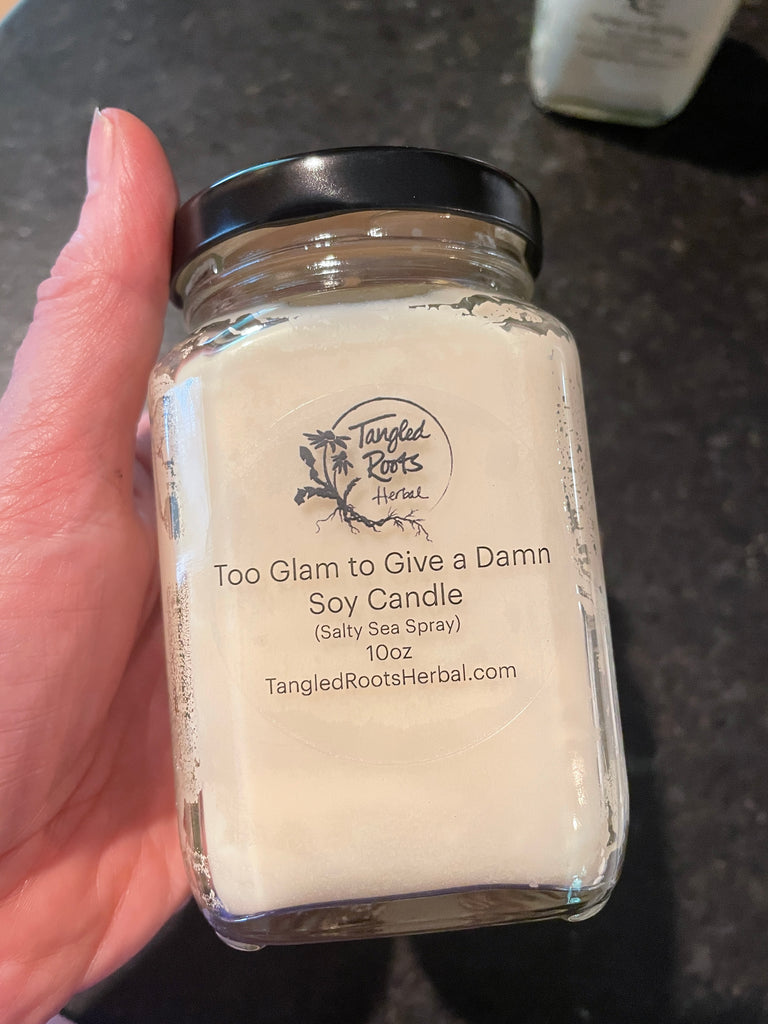 Tangled
Roots
Herbal
Too Glam to Give a Damn
Soy Candle
(Salty Sea Spray)
10oz
TangledRootsHerbal.com